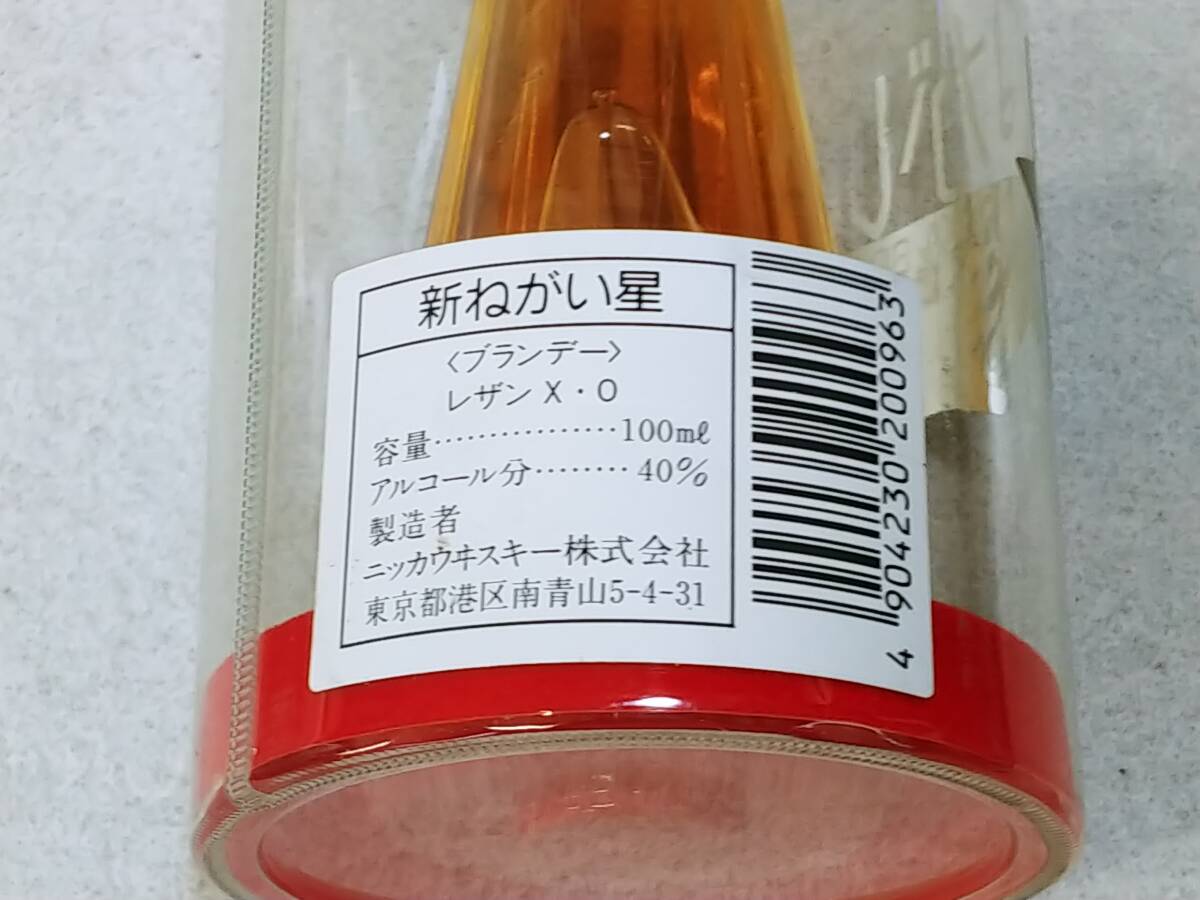 新ねがい星
〈ブランデー〉
レザン X・O
容量················100mℓ
アルコール分········40%
製造者
ニッカウヰスキー株式会社
東京都港区南青山5-4-31
4 904230 200963